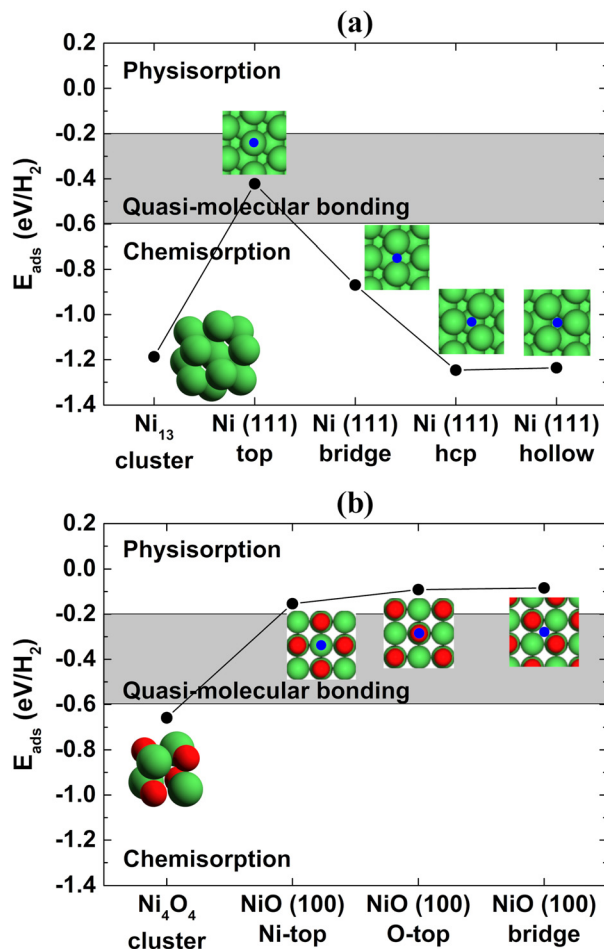 (a)
0.2
0.0
-0.2
-0.4
-0.6
-0.8
-1.0
-1.2
-1.4
E_ads (eV/H₂)
Physisorption
Quasi-molecular bonding
Chemisorption
Ni₁₃ Ni (111) Ni (111) Ni (111) Ni (111)
cluster top bridge hcp hollow
(b)
0.2
0.0
-0.2
-0.4
-0.6
-0.8
-1.0
-1.2
-1.4
E_ads (eV/H₂)
Physisorption
Quasi-molecular bonding
Chemisorption
Ni₄O₄ NiO (100) NiO (100) NiO (100)
cluster Ni-top O-top bridge